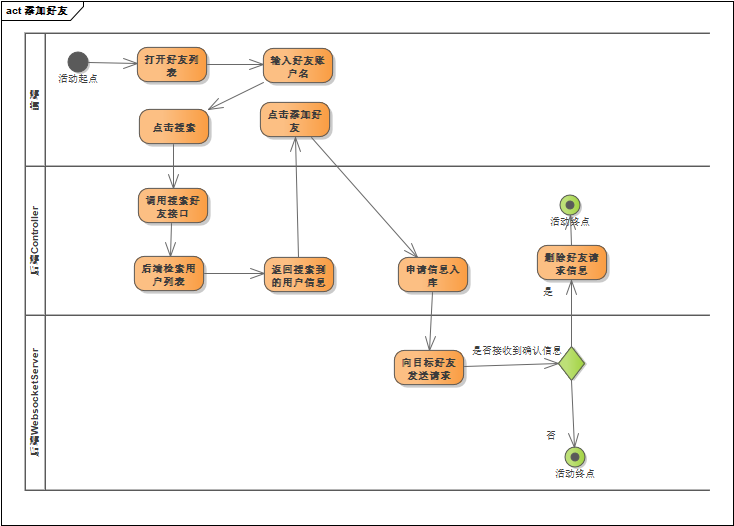 act 添加好友
活动起点
打开好友列
表
输入好友账
户名
点击搜索
点击添加好
友
调用搜索好
友接口
后端检索用
户列表
返回搜索到
的用户信息
申请信息入
库
活动终点
删除好友请
求信息
是
后端Controller
向目标好友
发送请求
是否接收到确认信息
否
活动终点
后端WebsocketServer